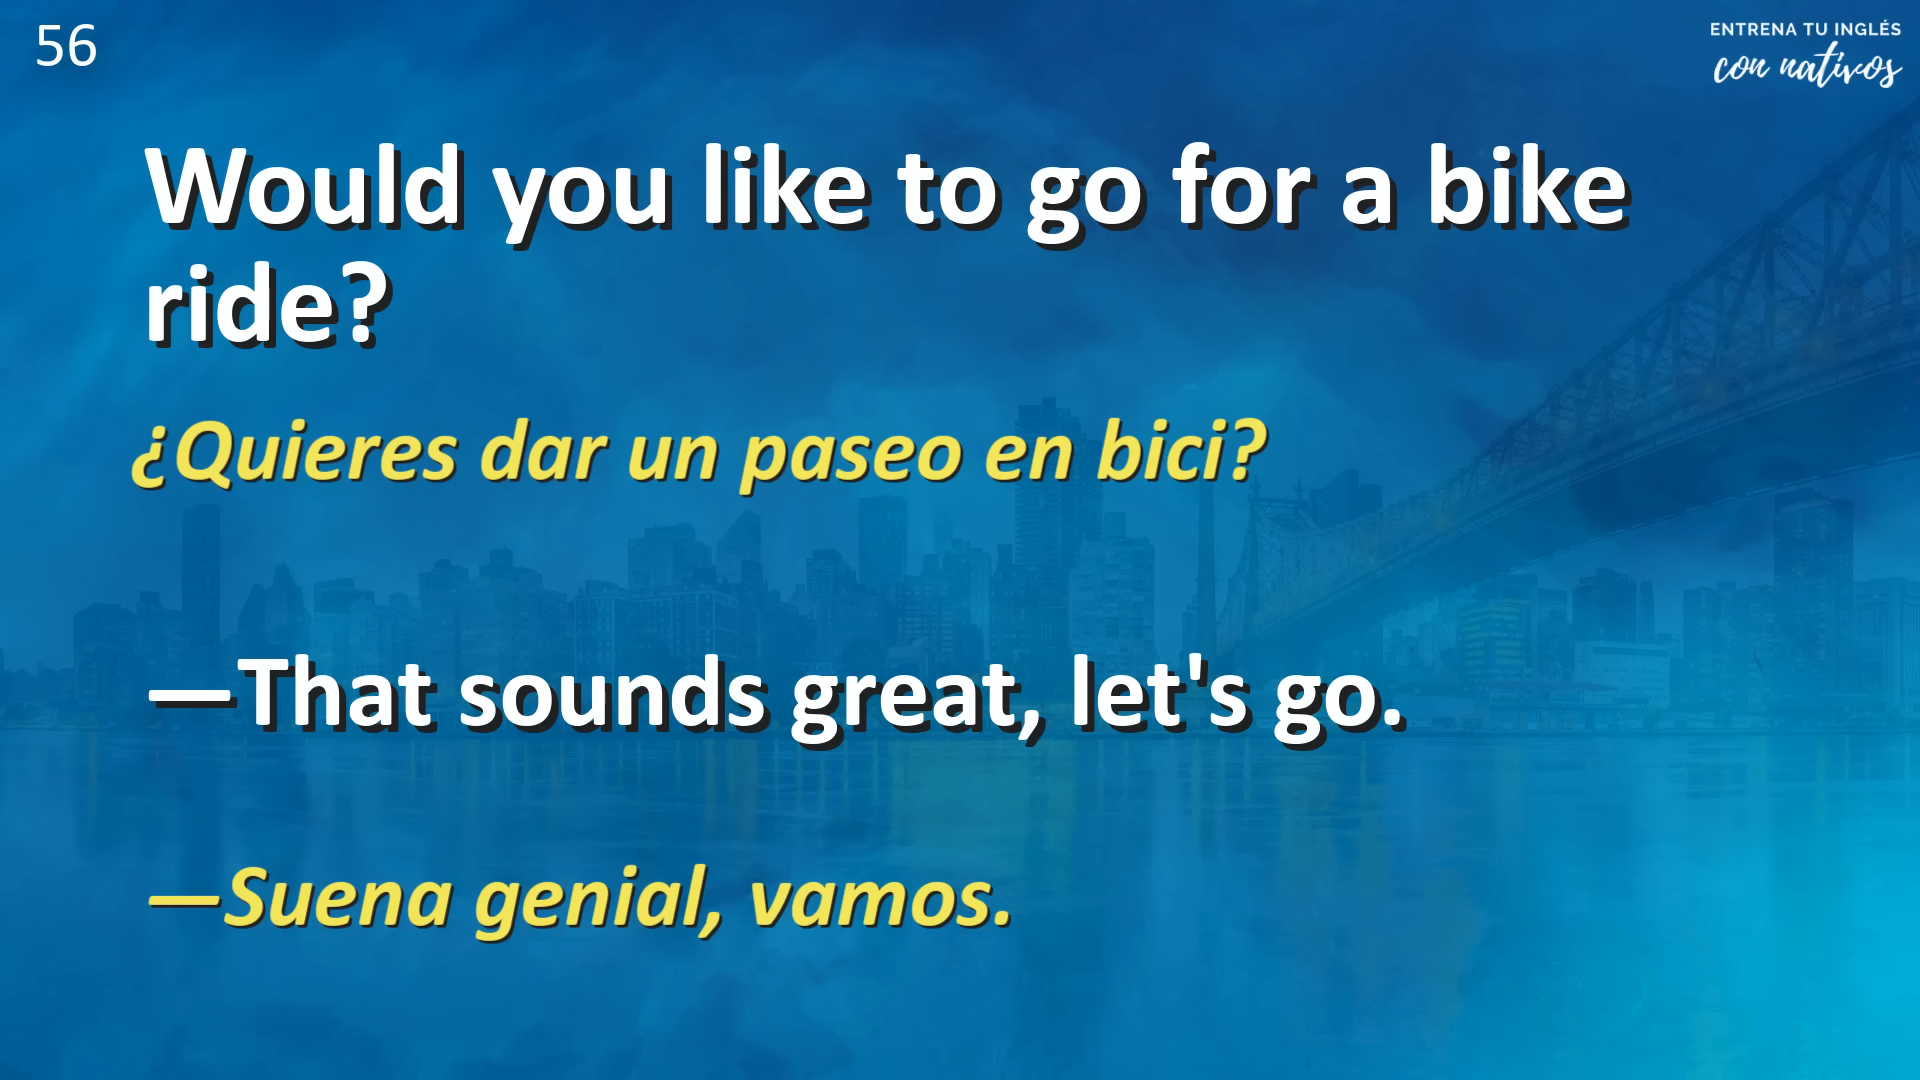 56
ENTRENA TU INGLÉS
con nativos
Would you like to go for a bike
ride?
¿Quieres dar un paseo en bici?
—That sounds great, let's go.
—Suena genial, vamos.